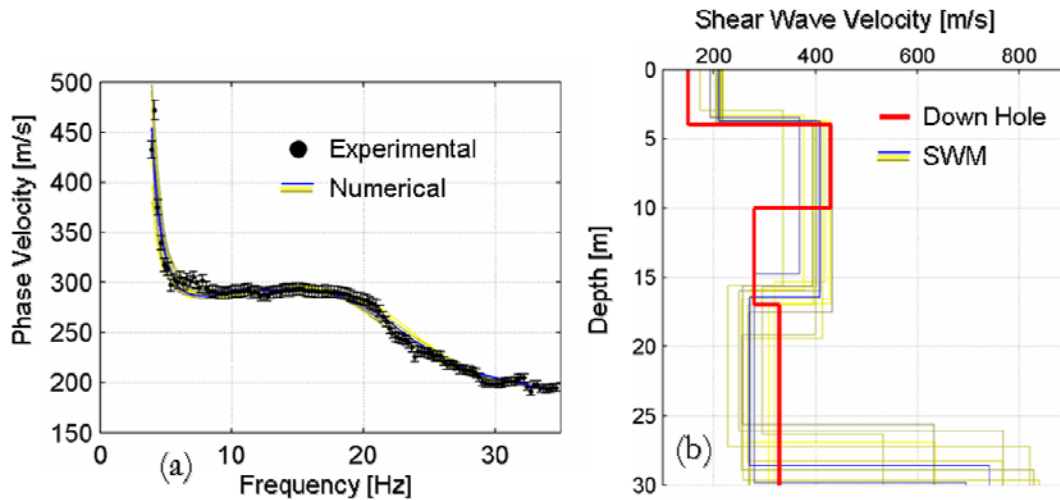 500
450
400
350
300
250
200
150
0
10
20
30
Phase Velocity [m/s]
Frequency [Hz]
Experimental
Numerical
(a)
Shear Wave Velocity [m/s]
200
400
600
800
0
5
10
15
20
25
30
Depth [m]
Down Hole
SWM
(b)